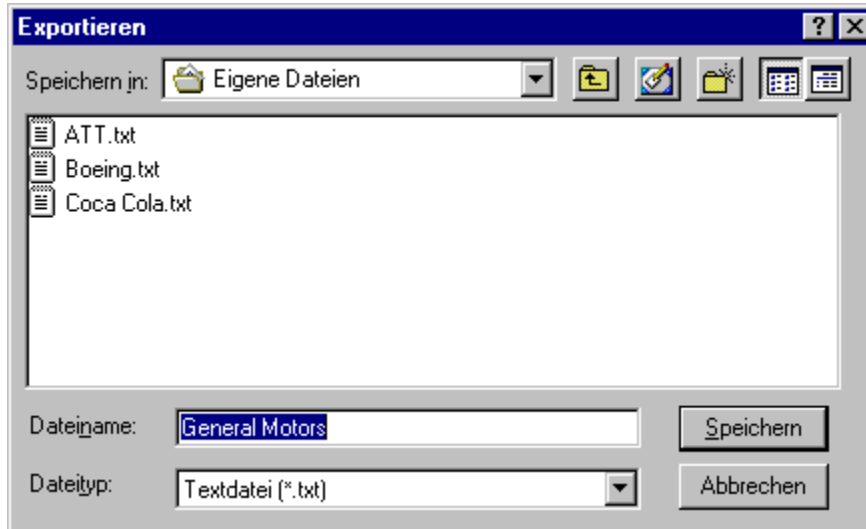 Exportieren
Speichern in: Eigene Dateien
ATT.txt
Boeing.txt
Coca Cola.txt
Dateiname: General Motors Speichern
Dateityp: Textdatei (*.txt) Abbrechen